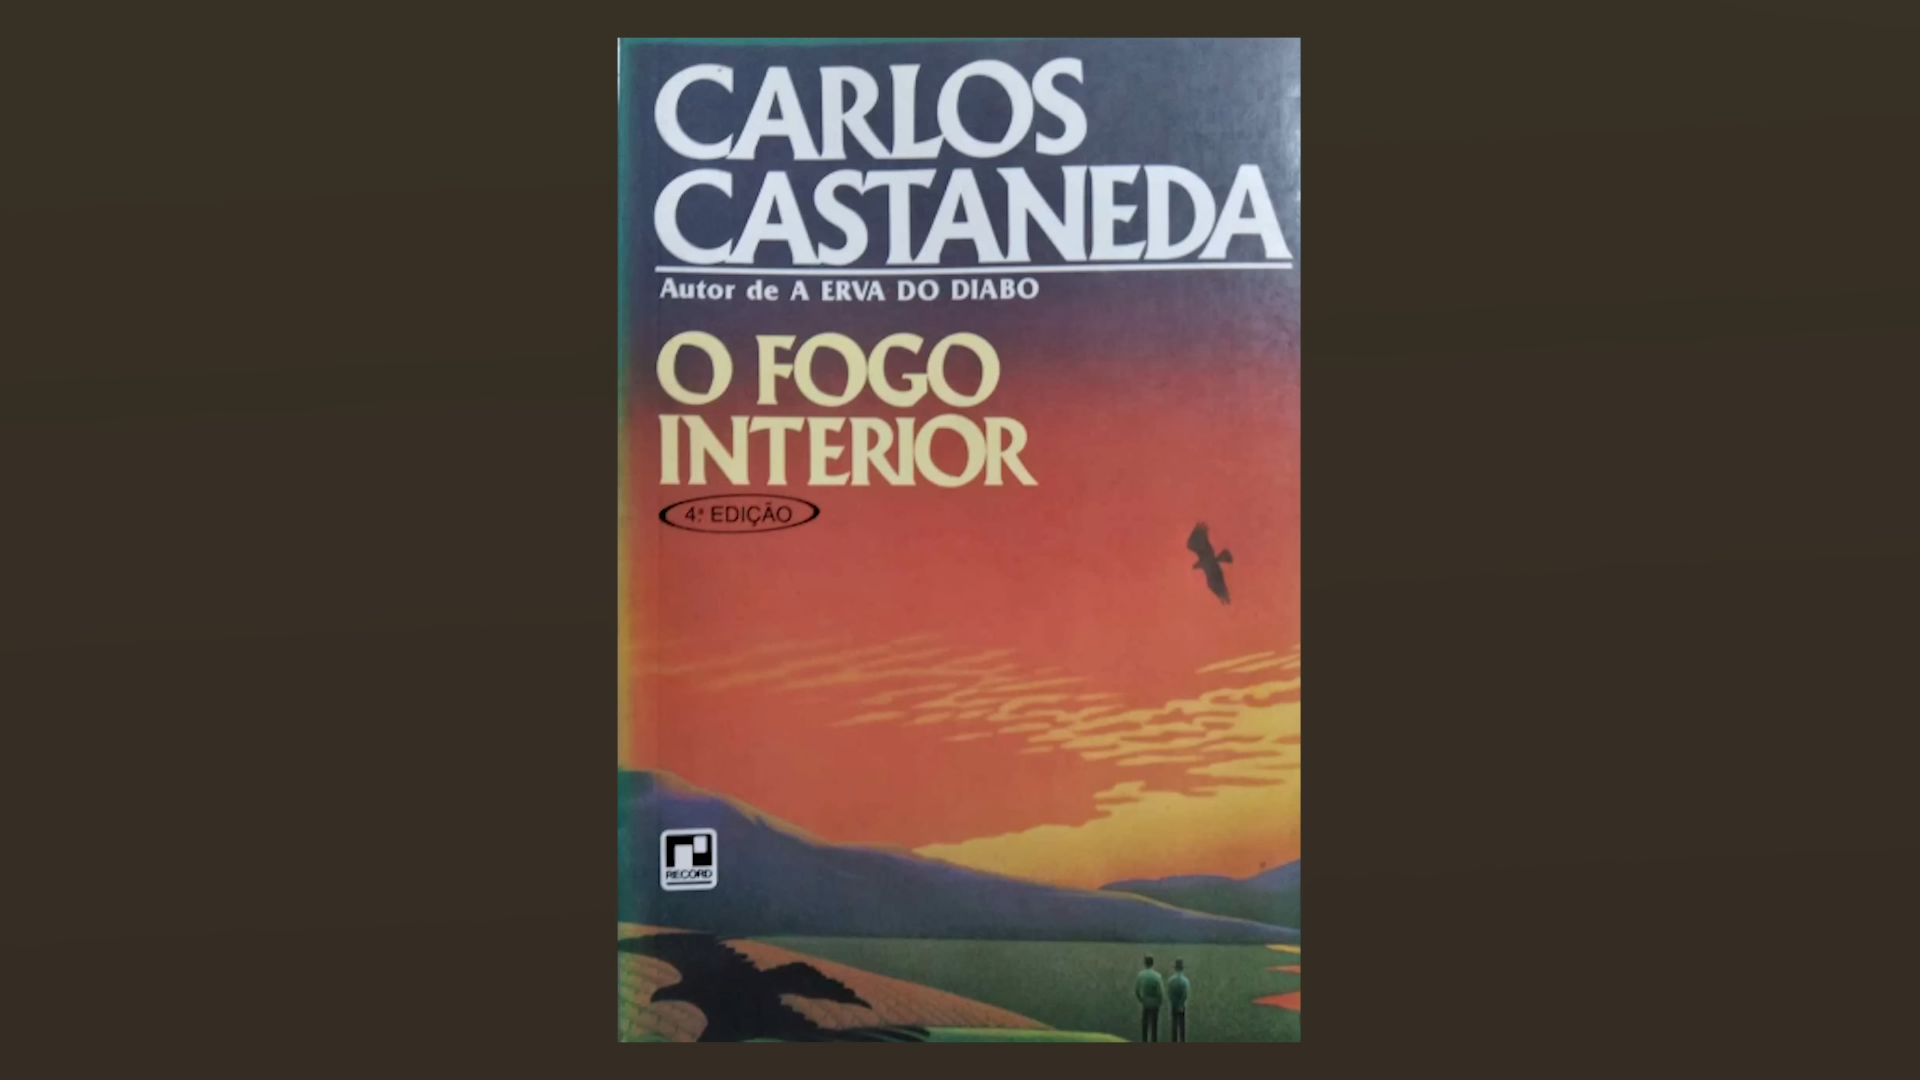 CARLOS
CASTANEDA
Autor de A ERVA DO DIABO
O FOGO
INTERIOR
4ª EDIÇÃO
RECORD